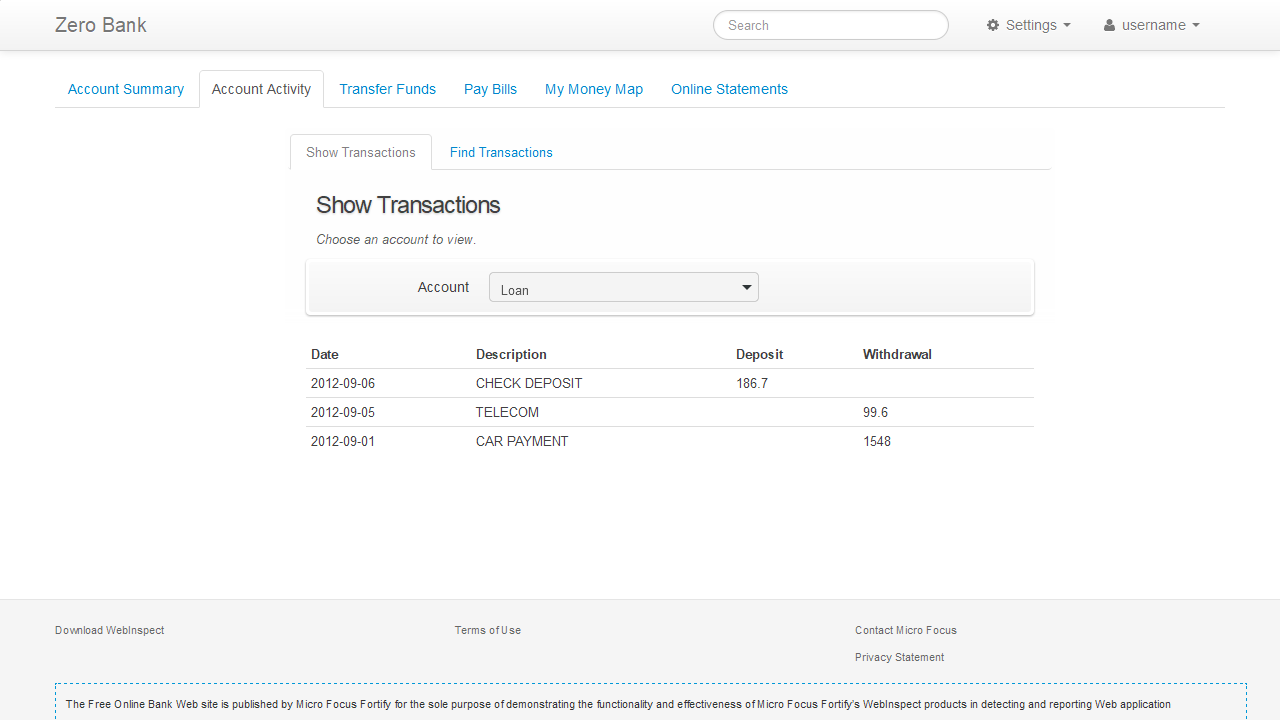 Zero Bank
Search
Settings
username
Account Summary
Account Activity
Transfer Funds
Pay Bills
My Money Map
Online Statements
Show Transactions
Find Transactions
Show Transactions
Choose an account to view.
Account
Loan
Date Description Deposit Withdrawal
2012-09-06 CHECK DEPOSIT 186.7
2012-09-05 TELECOM 99.6
2012-09-01 CAR PAYMENT 1548
Download WebInspect
Terms of Use
Contact Micro Focus
Privacy Statement
The Free Online Bank Web site is published by Micro Focus Fortify for the sole purpose of demonstrating the functionality and effectiveness of Micro Focus Fortify's WebInspect products in detecting and reporting Web application